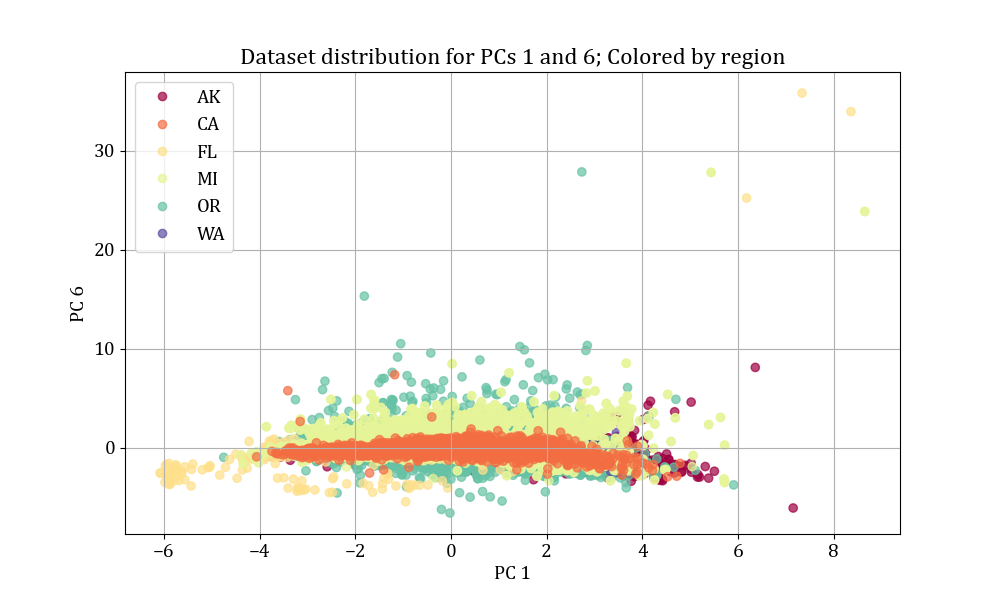 Dataset distribution for PCs 1 and 6; Colored by region
AK
CA
FL
MI
OR
WA
30
20
10
0
PC 6
−6
−4
−2
0
2
4
6
8
PC 1